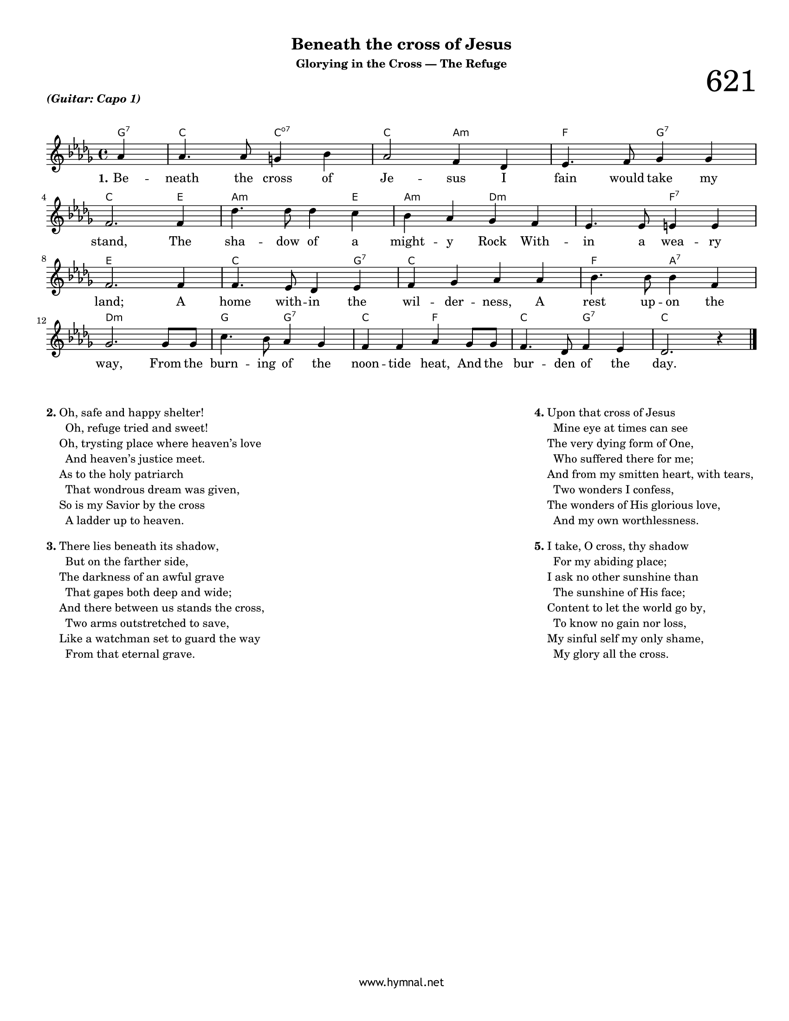 Beneath the cross of Jesus
Glorying in the Cross — The Refuge
621
(Guitar: Capo 1)
G7 C Co7 C Am F G7
1. Be - neath the cross of Je - sus I fain would take my
4 C E Am E Am Dm F7
stand, The sha - dow of a might - y Rock With - in a wea - ry
8 E C G7 C F A7
land; A home with - in the wil - der - ness, A rest up - on the
12 Dm G G7 C F C G7 C
way, From the burn - ing of the noon - tide heat, And the bur - den of the day.
2. Oh, safe and happy shelter!
Oh, refuge tried and sweet!
Oh, trysting place where heaven's love
And heaven's justice meet.
As to the holy patriarch
That wondrous dream was given,
So is my Savior by the cross
A ladder up to heaven.
3. There lies beneath its shadow,
But on the farther side,
The darkness of an awful grave
That gapes both deep and wide;
And there between us stands the cross,
Two arms outstretched to save,
Like a watchman set to guard the way
From that eternal grave.
4. Upon that cross of Jesus
Mine eye at times can see
The very dying form of One,
Who suffered there for me;
And from my smitten heart, with tears,
Two wonders I confess,
The wonders of His glorious love,
And my own worthlessness.
5. I take, O cross, thy shadow
For my abiding place;
I ask no other sunshine than
The sunshine of His face;
Content to let the world go by,
To know no gain nor loss,
My sinful self my only shame,
My glory all the cross.
www.hymnal.net